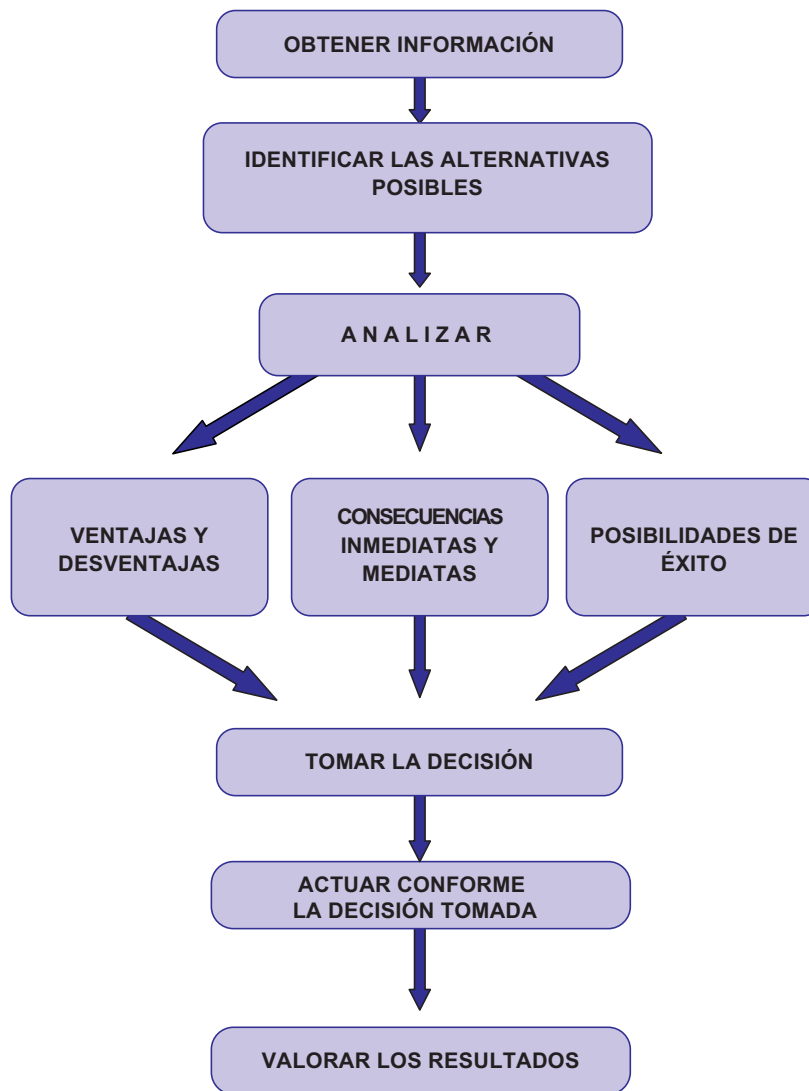 OBTENER INFORMACIÓN
IDENTIFICAR LAS ALTERNATIVAS
POSIBLES
A N A L I Z A R
VENTAJAS Y
DESVENTAJAS
CONSECUENCIAS
INMEDIATAS Y
MEDIATAS
POSIBILIDADES DE
ÉXITO
TOMAR LA DECISIÓN
ACTUAR CONFORME
LA DECISIÓN TOMADA
VALORAR LOS RESULTADOS